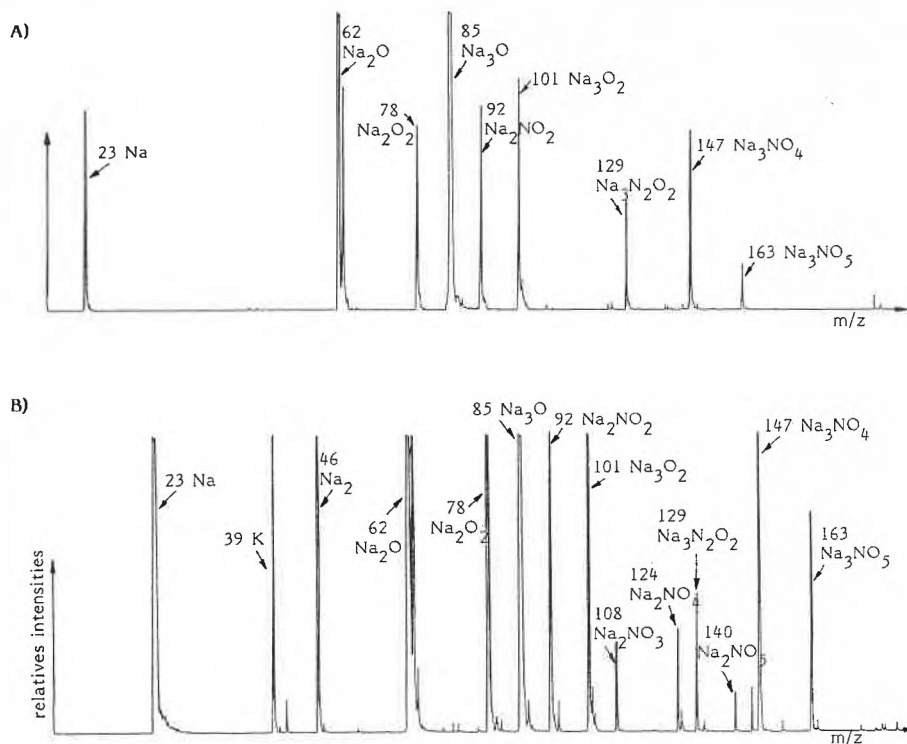 A)
62
Na₂O
85
Na₃O
101 Na₃O₂
78
Na₂O₂
92
Na₂NO₂
23 Na
129
Na₃N₂O₂
147 Na₃NO₄
163 Na₃NO₅
m/z
B)
relatives intensities
23 Na
39 K
46
Na₂
62
Na₂O
78
Na₂O₂
85 Na₃O
92 Na₂NO₂
101 Na₃O₂
108
Na₂NO₃
124
Na₂NO₄
129
Na₃N₂O₂
140
Na₂NO₅
147 Na₃NO₄
163
Na₃NO₅
m/z